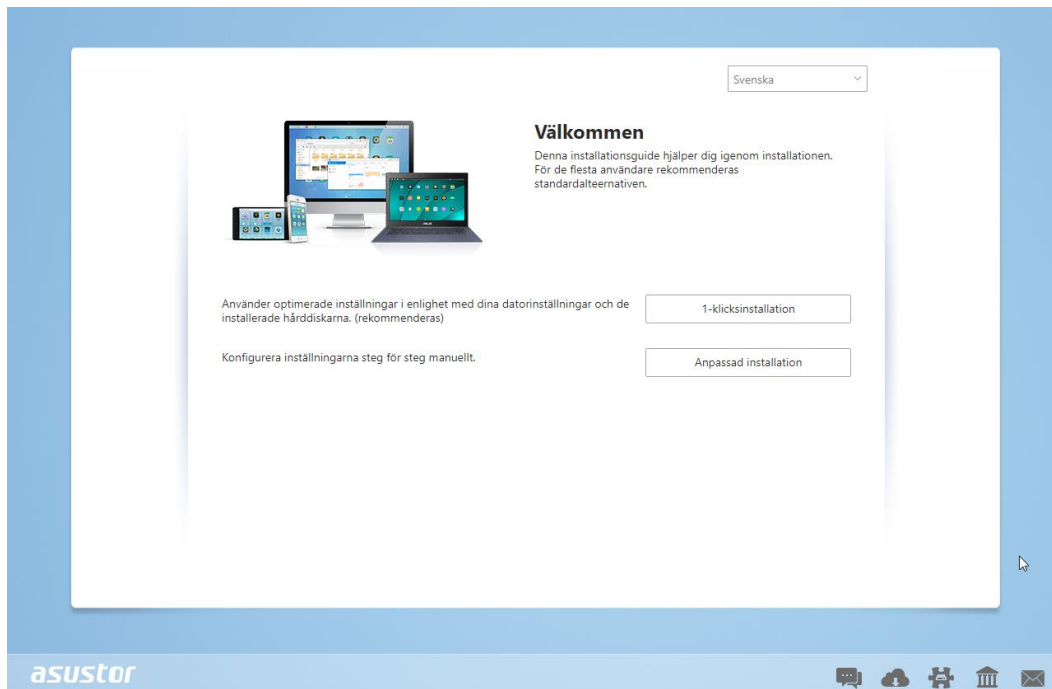 Svenska
Välkommen
Denna installationsguide hjälper dig igenom installationen.
För de flesta användare rekommenderas
standardalteernativen.
Använder optimerade inställningar i enlighet med dina datorinställningar och de
installerade hårddiskarna. (rekommenderas)
1-klicksinstallation
Konfigurera inställningarna steg för steg manuellt.
Anpassad installation
asustor